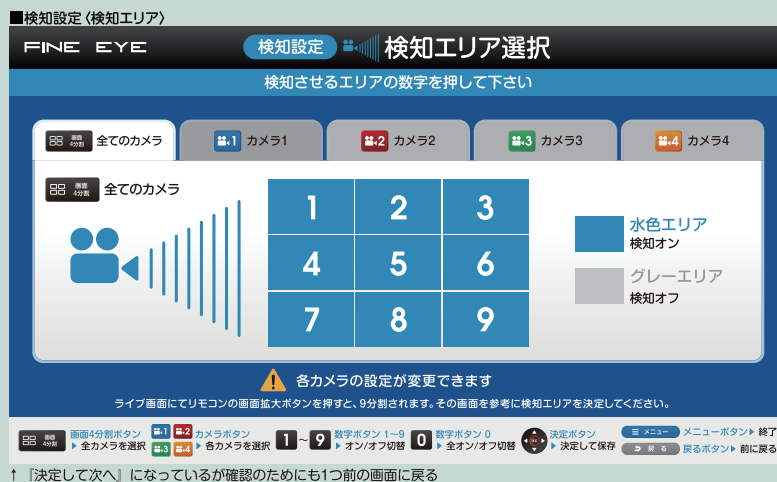 ■検知設定〈検知エリア〉
FINE EYE
検知設定 検知エリア選択
検知させるエリアの数字を押して下さい
画面4分割 全てのカメラ
1 カメラ1
2 カメラ2
3 カメラ3
4 カメラ4
画面4分割 全てのカメラ
1 2 3
4 5 6
7 8 9
水色エリア
検知オン
グレーエリア
検知オフ
各カメラの設定が変更できます
ライブ画面にてリモコンの画面拡大ボタンを押すと、9分割されます。その画面を参考に検知エリアを決定してください。
画面4分割 画面4分割ボタン
▶全カメラを選択
1 2 3 4 カメラボタン
▶各カメラを選択
1～9 数字ボタン 1～9
▶オン/オフ切替
0 数字ボタン 0
▶全オン/オフ切替
決定ボタン
▶決定して保存
メニュー メニューボタン▶終了
戻る 戻るボタン▶前に戻る
↑『決定して次へ』になっているが確認のためにも1つ前の画面に戻る